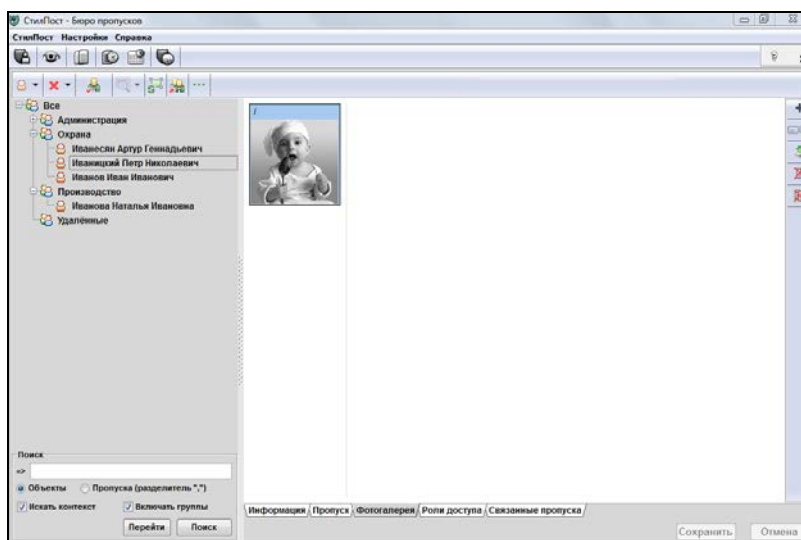 СтилПост - Бюро пропусков
СтилПост Настройки Справка
Все
Администрация
Охрана
Иванесян Артур Геннадьевич
Иваницкий Петр Николаевич
Иванов Иван Иванович
Производство
Иванова Наталья Ивановна
Удалённые
i
Поиск
=>
Объекты Пропуска (разделитель ",")
Искать контекст Включать группы
Перейти Поиск
Информация Пропуск Фотогалерея Роли доступа Связанные пропуска
Сохранить Отмена